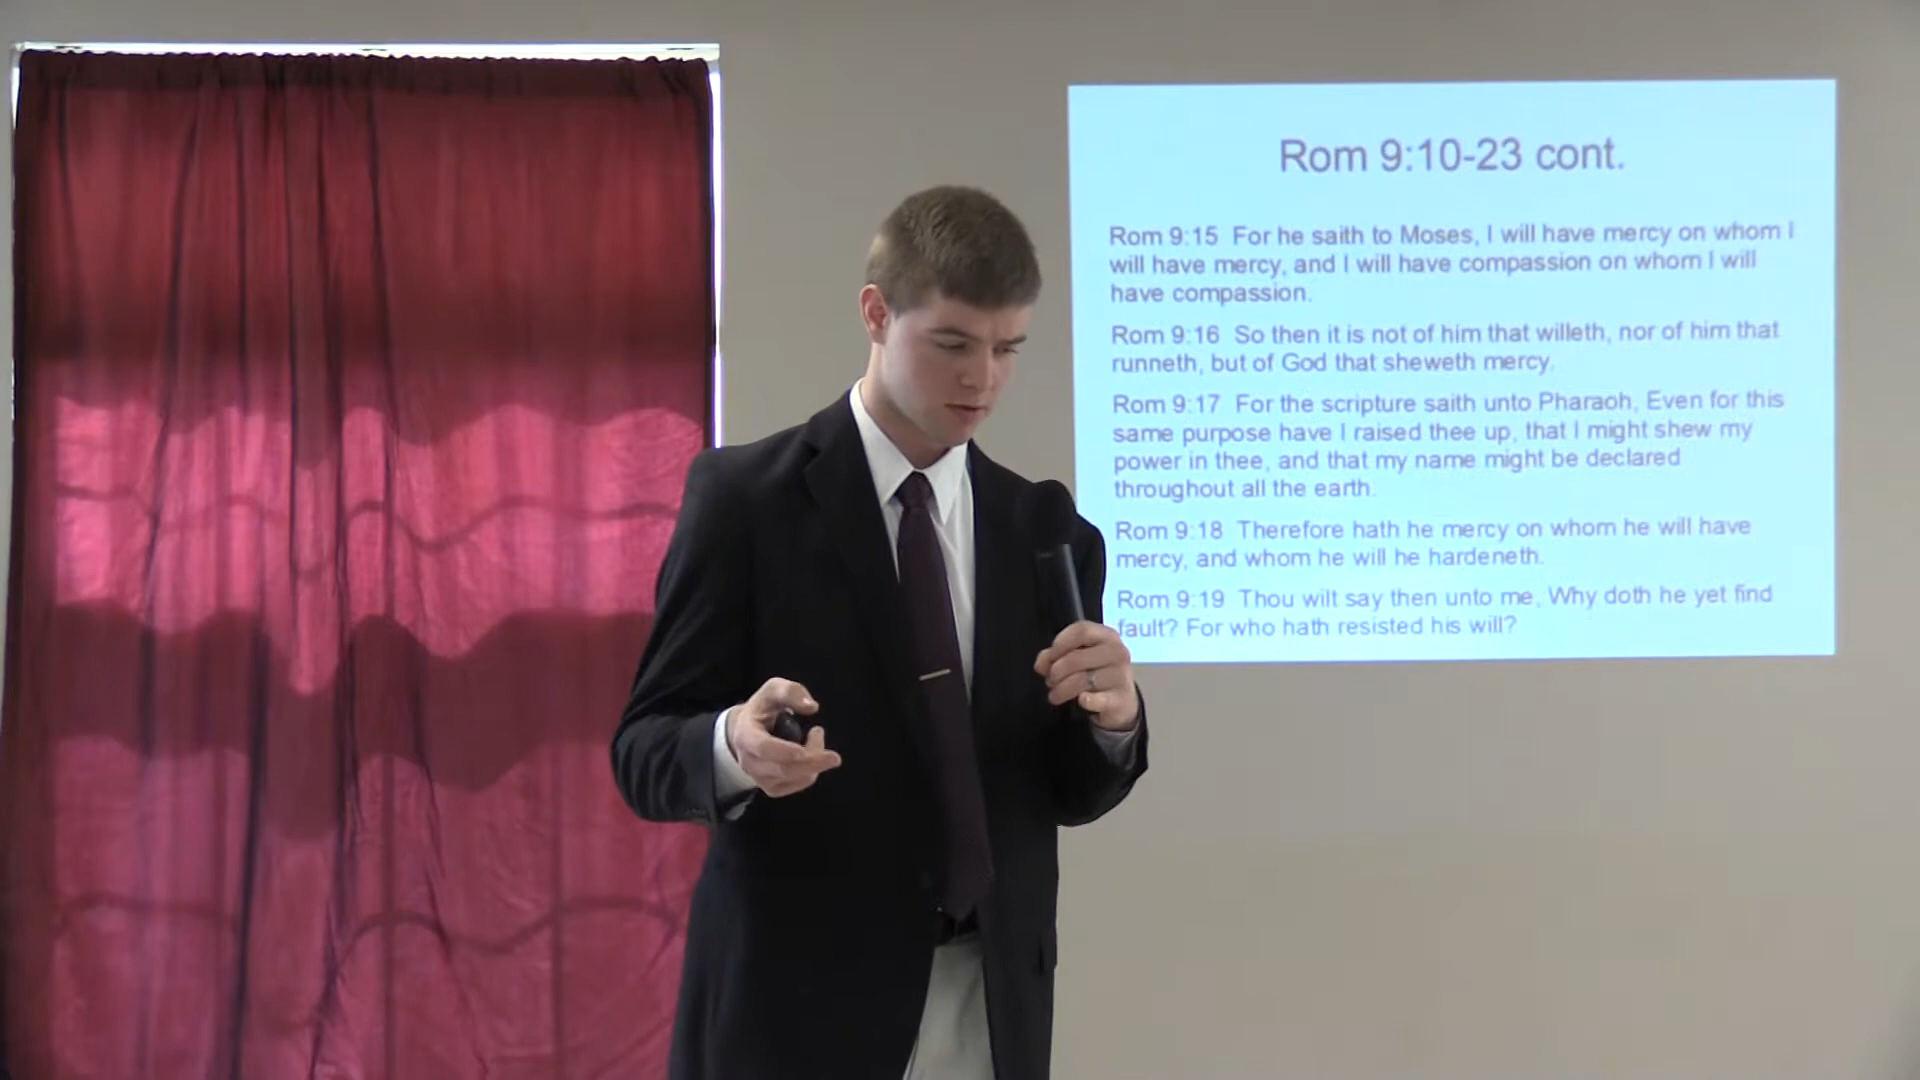 Rom 9:10-23 cont.
Rom 9:15 For he saith to Moses, I will have mercy on whom I
will have mercy, and I will have compassion on whom I will
have compassion.
Rom 9:16 So then it is not of him that willeth, nor of him that
runneth, but of God that sheweth mercy.
Rom 9:17 For the scripture saith unto Pharaoh, Even for this
same purpose have I raised thee up, that I might shew my
power in thee, and that my name might be declared
throughout all the earth.
Rom 9:18 Therefore hath he mercy on whom he will have
mercy, and whom he will he hardeneth.
Rom 9:19 Thou wilt say then unto me, Why doth he yet find
fault? For who hath resisted his will?